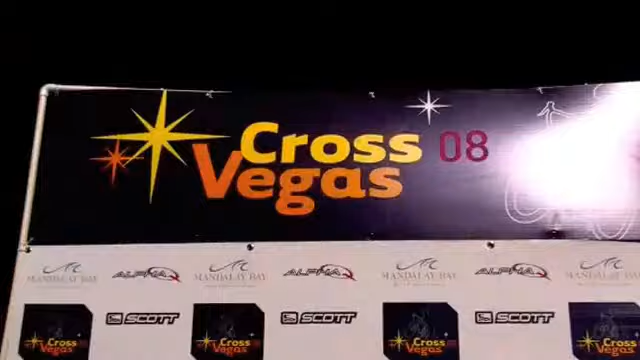 Cross 08
Vegas
MANDALAY BAY ALPHA Q MANDALAY BAY ALPHA Q MANDALAY BAY ALPHA Q MANDALAY BAY
Cross SCOTT Cross SCOTT Cross SCOTT Cross
Vegas Vegas Vegas Vegas